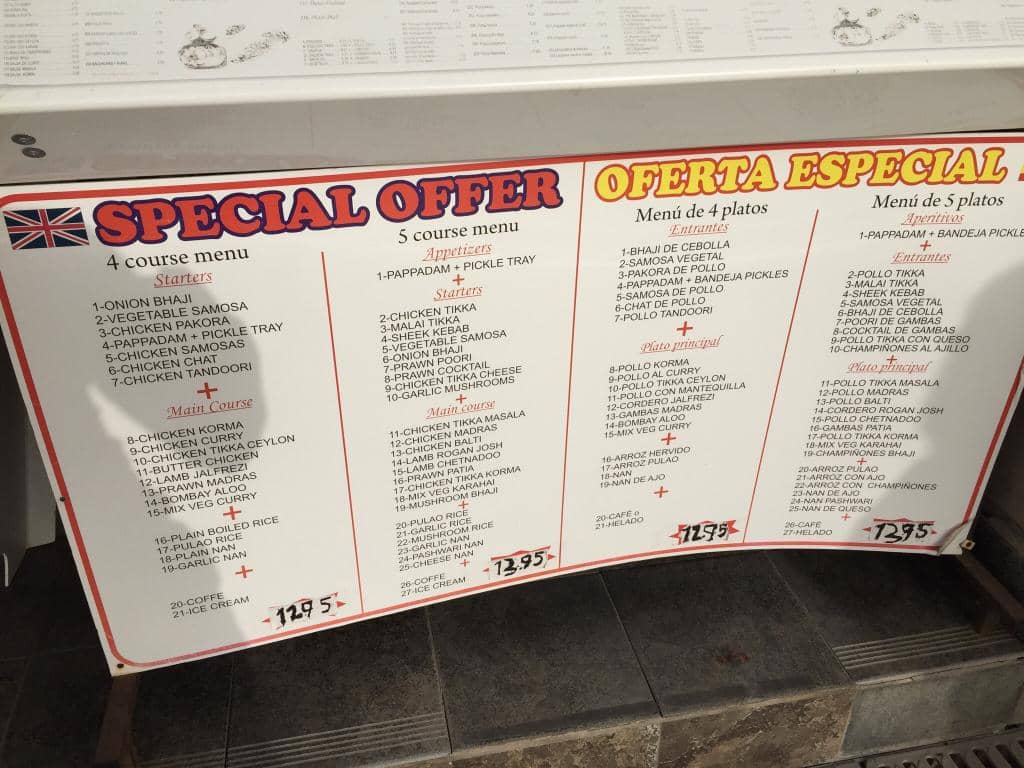 SPECIAL OFFER
4 course menu
Starters
1-ONION BHAJI
2-VEGETABLE SAMOSA
3-CHICKEN PAKORA
4-PAPPADAM + PICKLE TRAY
5-CHICKEN SAMOSAS
6-CHICKEN CHAT
7-CHICKEN TANDOORI
+
Main Course
8-CHICKEN KORMA
9-CHICKEN CURRY
10-CHICKEN TIKKA CEYLON
11-BUTTER CHICKEN
12-LAMB JALFREZI
13-PRAWN MADRAS
14-BOMBAY ALOO
15-MIX VEG CURRY
+
16-PLAIN BOILED RICE
17-PULAO RICE
18-PLAIN NAN
19-GARLIC NAN
+
20-COFFE
21-ICE CREAM
12.95
5 course menu
Appetizers
1-PAPPADAM + PICKLE TRAY
+
Starters
2-CHICKEN TIKKA
3-MALAI TIKKA
4-SHEEK KEBAB
5-VEGETABLE SAMOSA
6-ONION BHAJI
7-PRAWN POORI
8-PRAWN COCKTAIL
9-CHICKEN TIKKA CHEESE
10-GARLIC MUSHROOMS
+
Main course
11-CHICKEN TIKKA MASALA
12-CHICKEN MADRAS
13-CHICKEN BALTI
14-LAMB ROGAN JOSH
15-LAMB CHETNADOO
16-PRAWN PATIA
17-CHICKEN TIKKA KORMA
18-MIX VEG KARAHAI
19-MUSHROOM BHAJI
+
20-PULAO RICE
21-GARLIC RICE
22-MUSHROOM RICE
23-GARLIC NAN
24-PASHWARI NAN
25-CHEESE NAN
+
26-COFFE
27-ICE CREAM
13.95
OFERTA ESPECIAL
Menú de 4 platos
Entrantes
1-BHAJI DE CEBOLLA
2-SAMOSA VEGETAL
3-PAKORA DE POLLO
4-PAPPADAM + BANDEJA PICKLES
5-SAMOSA DE POLLO
6-CHAT DE POLLO
7-POLLO TANDOORI
+
Plato principal
8-POLLO KORMA
9-POLLO AL CURRY
10-POLLO TIKKA CEYLON
11-POLLO CON MANTEQUILLA
12-CORDERO JALFREZI
13-GAMBAS MADRAS
14-BOMBAY ALOO
15-MIX VEG CURRY
+
16-ARROZ HERVIDO
17-ARROZ PULAO
18-NAN
19-NAN DE AJO
+
20-CAFÉ o
21-HELADO
12.95
Menú de 5 platos
Aperitivos
1-PAPPADAM + BANDEJA PICKLE
+
Entrantes
2-POLLO TIKKA
3-MALAI TIKKA
4-SHEEK KEBAB
5-SAMOSA VEGETAL
6-BHAJI DE CEBOLLA
7-POORI DE GAMBAS
8-COCKTAIL DE GAMBAS
9-POLLO TIKKA CON QUESO
10-CHAMPIÑONES AL AJILLO
+
Plato principal
11-POLLO TIKKA MASALA
12-POLLO MADRAS
13-POLLO BALTI
14-CORDERO ROGAN JOSH
15-POLLO CHETNADOO
16-GAMBAS PATIA
17-POLLO TIKKA KORMA
18-MIX VEG KARAHAI
19-CHAMPIÑONES BHAJI
+
20-ARROZ PULAO
21-ARROZ CON AJO
22-ARROZ CON CHAMPIÑONES
23-NAN DE AJO
24-NAN PASHWARI
25-NAN DE QUESO
+
26-CAFÉ
27-HELADO
13.95